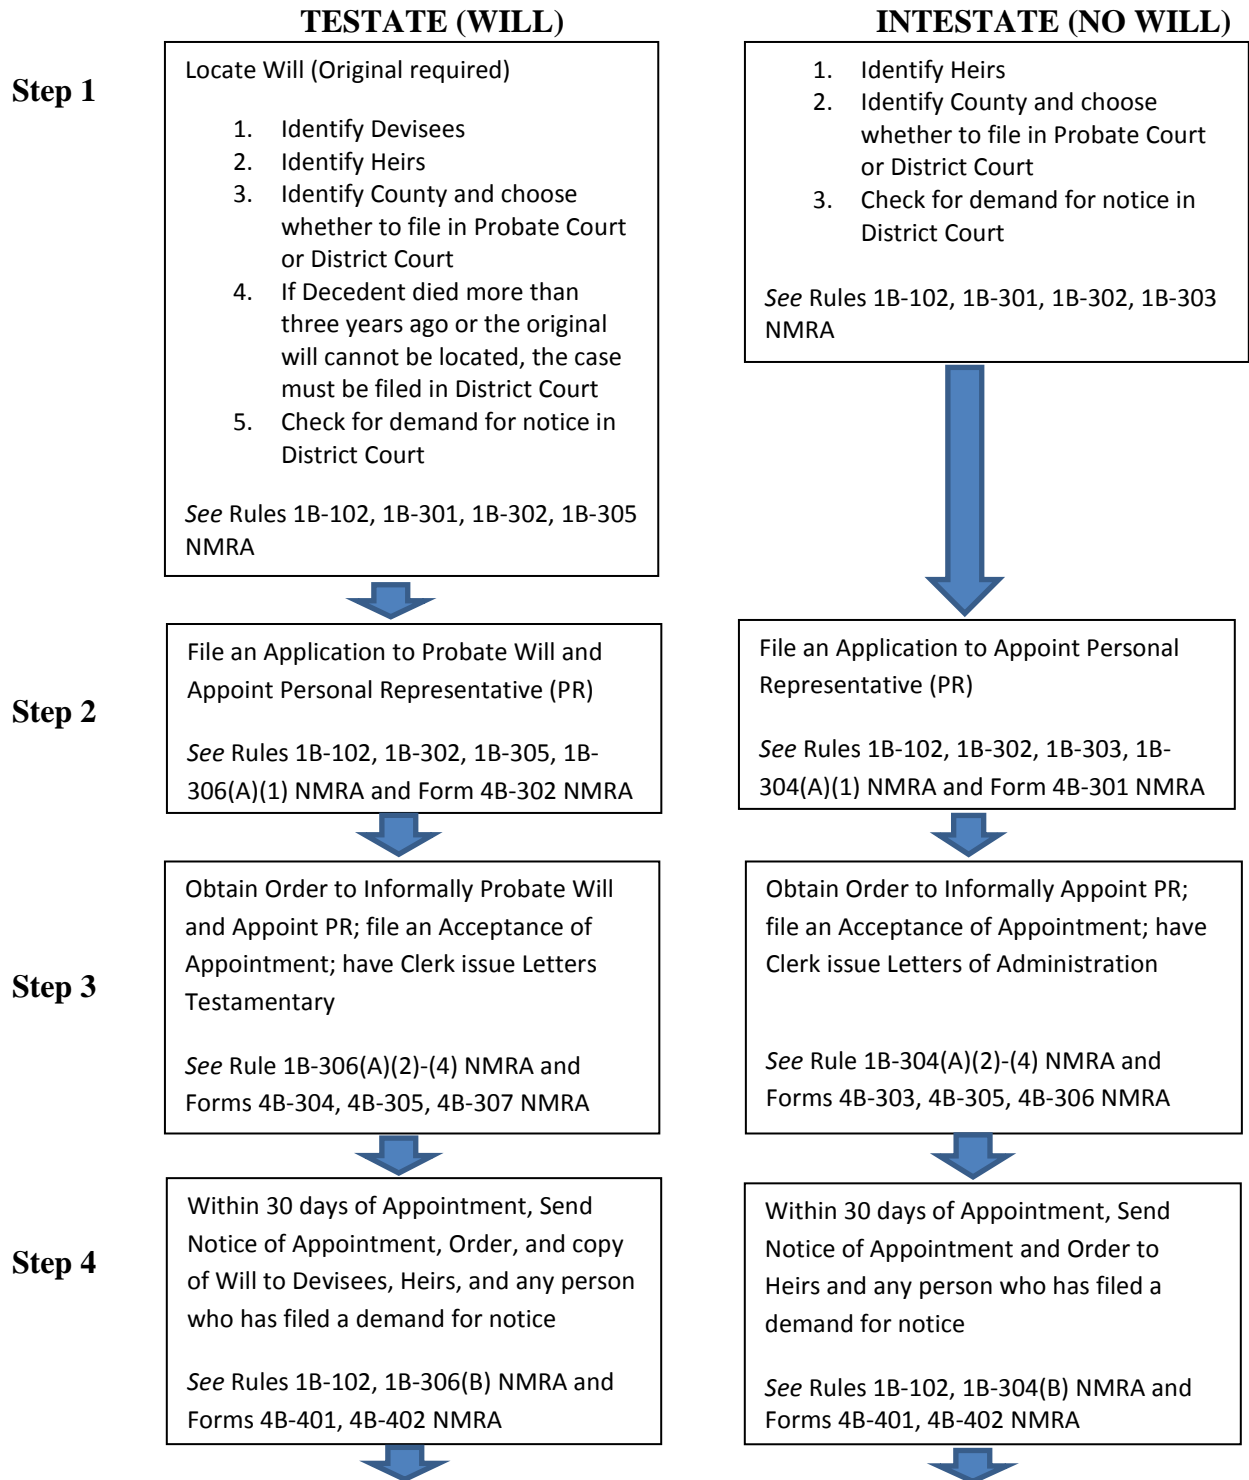 TESTATE (WILL)
INTESTATE (NO WILL)
Step 1
Locate Will (Original required)
1. Identify Devisees
2. Identify Heirs
3. Identify County and choose
whether to file in Probate Court
or District Court
4. If Decedent died more than
three years ago or the original
will cannot be located, the case
must be filed in District Court
5. Check for demand for notice in
District Court
See Rules 1B-102, 1B-301, 1B-302, 1B-305
NMRA
1. Identify Heirs
2. Identify County and choose
whether to file in Probate Court
or District Court
3. Check for demand for notice in
District Court
See Rules 1B-102, 1B-301, 1B-302, 1B-303
NMRA
Step 2
File an Application to Probate Will and
Appoint Personal Representative (PR)
See Rules 1B-102, 1B-302, 1B-305, 1B-
306(A)(1) NMRA and Form 4B-302 NMRA
File an Application to Appoint Personal
Representative (PR)
See Rules 1B-102, 1B-302, 1B-303, 1B-
304(A)(1) NMRA and Form 4B-301 NMRA
Step 3
Obtain Order to Informally Probate Will
and Appoint PR; file an Acceptance of
Appointment; have Clerk issue Letters
Testamentary
See Rule 1B-306(A)(2)-(4) NMRA and
Forms 4B-304, 4B-305, 4B-307 NMRA
Obtain Order to Informally Appoint PR;
file an Acceptance of Appointment; have
Clerk issue Letters of Administration
See Rule 1B-304(A)(2)-(4) NMRA and
Forms 4B-303, 4B-305, 4B-306 NMRA
Step 4
Within 30 days of Appointment, Send
Notice of Appointment, Order, and copy
of Will to Devisees, Heirs, and any person
who has filed a demand for notice
See Rules 1B-102, 1B-306(B) NMRA and
Forms 4B-401, 4B-402 NMRA
Within 30 days of Appointment, Send
Notice of Appointment and Order to
Heirs and any person who has filed a
demand for notice
See Rules 1B-102, 1B-304(B) NMRA and
Forms 4B-401, 4B-402 NMRA